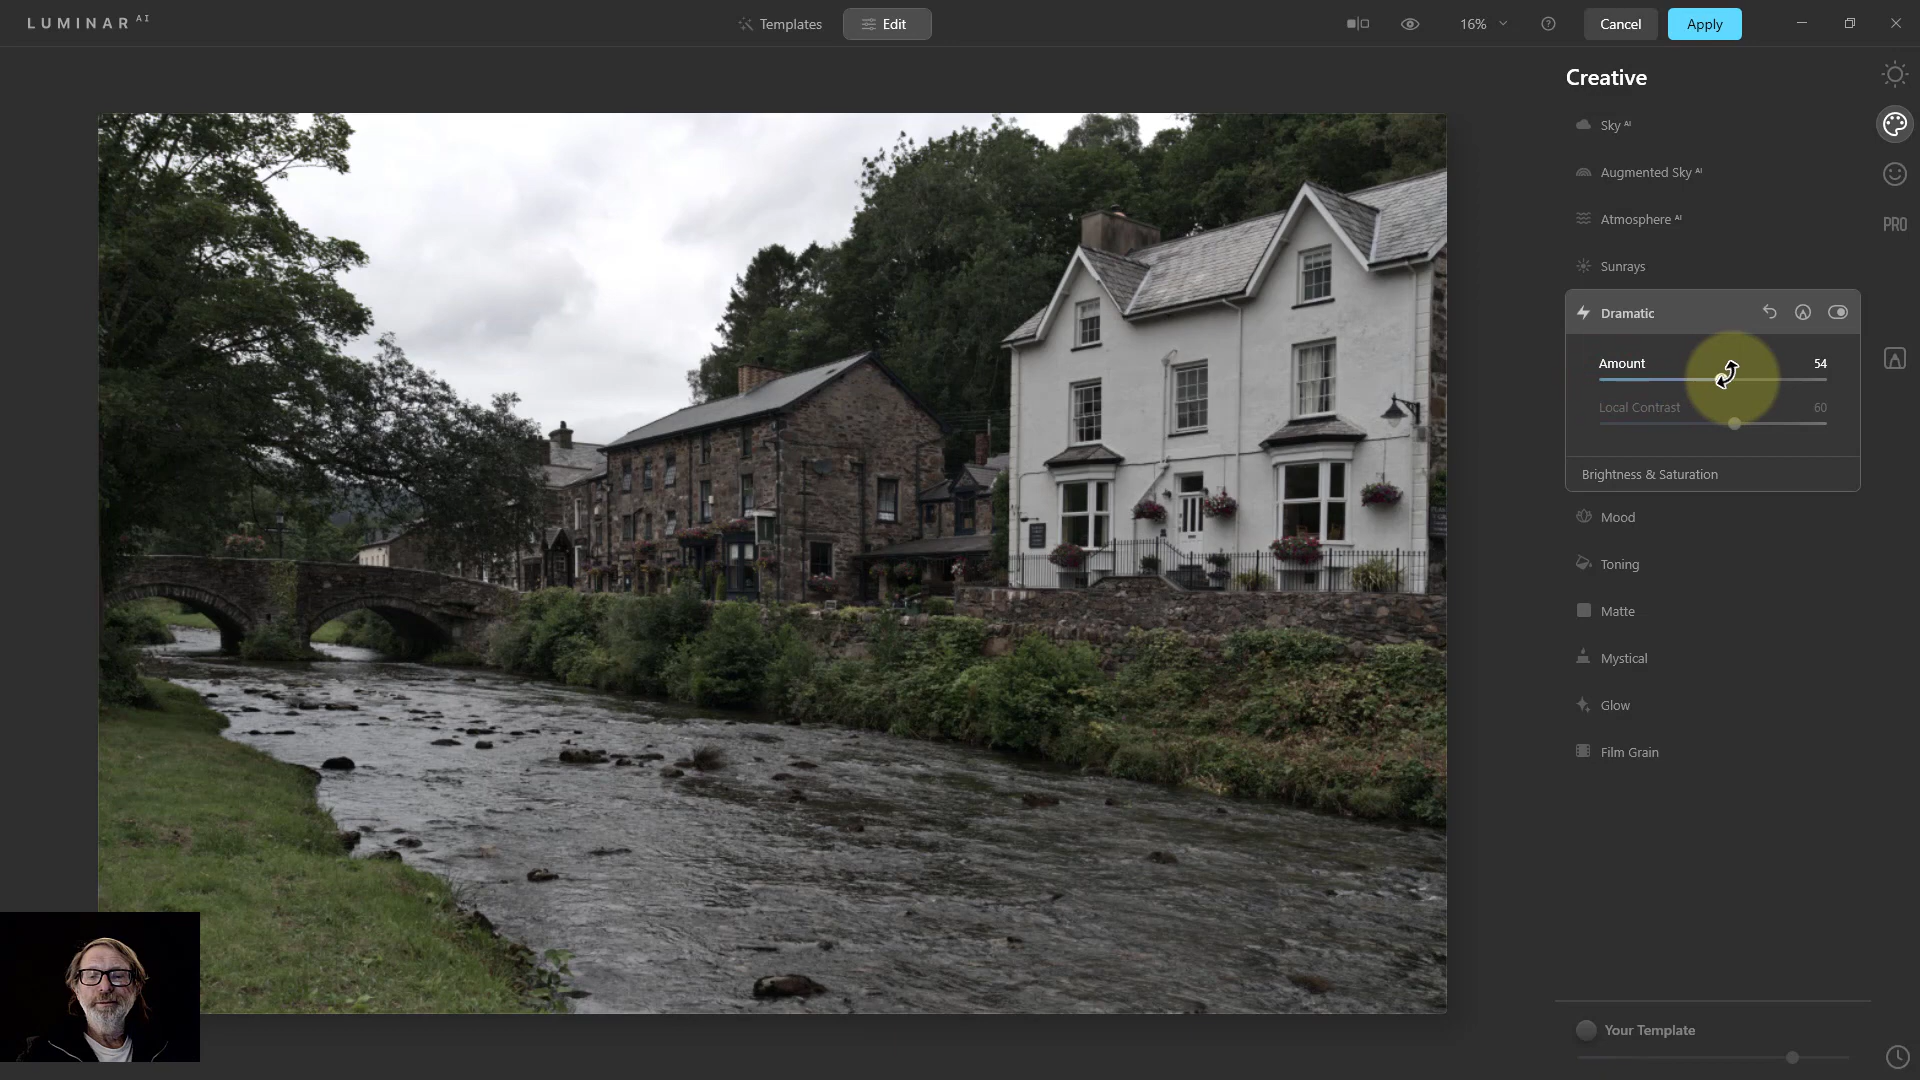 LUMINAR AI
Templates
Edit
16%
Cancel
Apply
Creative
Sky AI
Augmented Sky AI
Atmosphere AI
Sunrays
Dramatic
Amount 54
Local Contrast 60
Brightness & Saturation
Mood
Toning
Matte
Mystical
Glow
Film Grain
PRO
Your Template